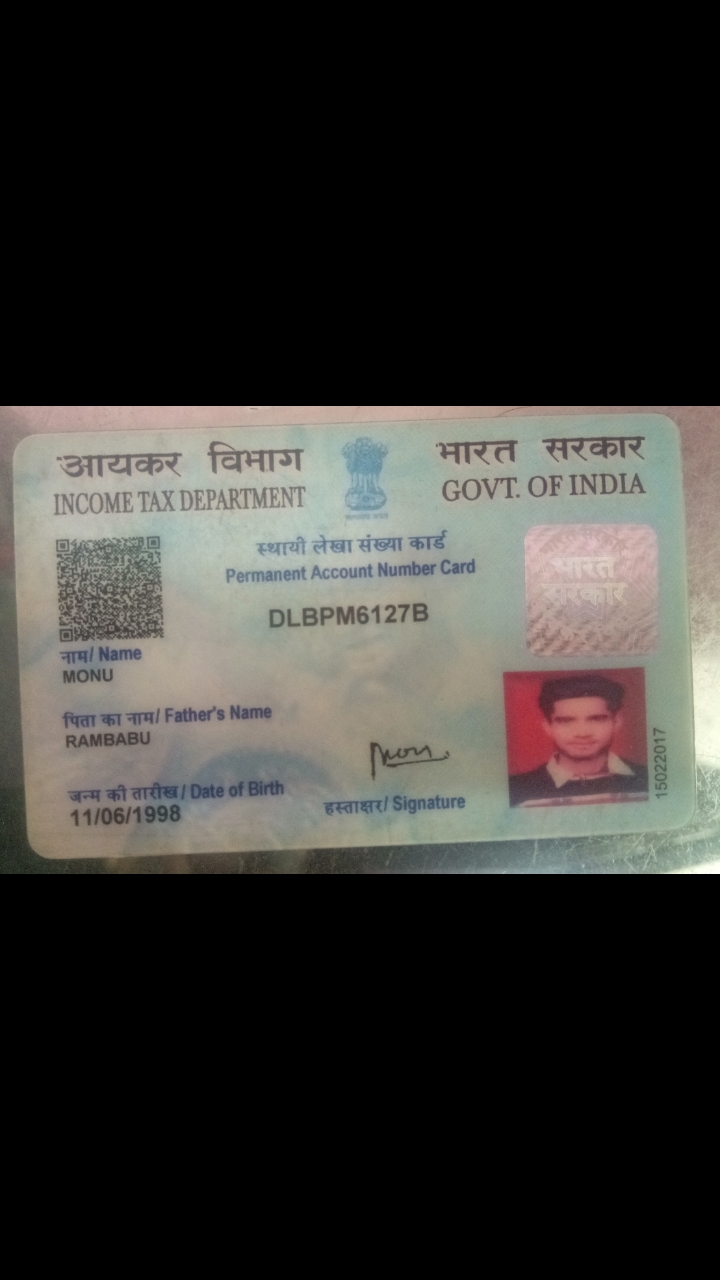 आयकर विभाग
INCOME TAX DEPARTMENT
भारत सरकार
GOVT. OF INDIA
स्थायी लेखा संख्या कार्ड
Permanent Account Number Card
DLBPM6127B
भारत
सरकार
नाम/ Name
MONU
पिता का नाम/ Father's Name
RAMBABU
जन्म की तारीख/ Date of Birth
11/06/1998
हस्ताक्षर/ Signature
15022017